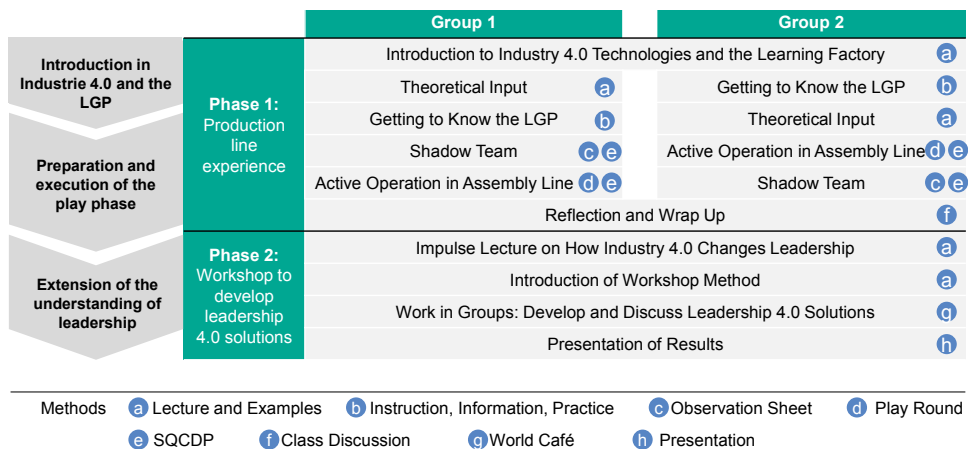 Group 1 Group 2
Introduction in
Industrie 4.0 and the
LGP
Preparation and
execution of the
play phase
Extension of the
understanding of
leadership
Phase 1:
Production
line
experience
Phase 2:
Workshop to
develop
leadership
4.0 solutions
Introduction to Industry 4.0 Technologies and the Learning Factory a
Theoretical Input a Getting to Know the LGP b
Getting to Know the LGP b Theoretical Input a
Shadow Team c e Active Operation in Assembly Line d e
Active Operation in Assembly Line d e Shadow Team c e
Reflection and Wrap Up f
Impulse Lecture on How Industry 4.0 Changes Leadership a
Introduction of Workshop Method a
Work in Groups: Develop and Discuss Leadership 4.0 Solutions g
Presentation of Results h
Methods a Lecture and Examples b Instruction, Information, Practice c Observation Sheet d Play Round
e SQCDP f Class Discussion g World Café h Presentation